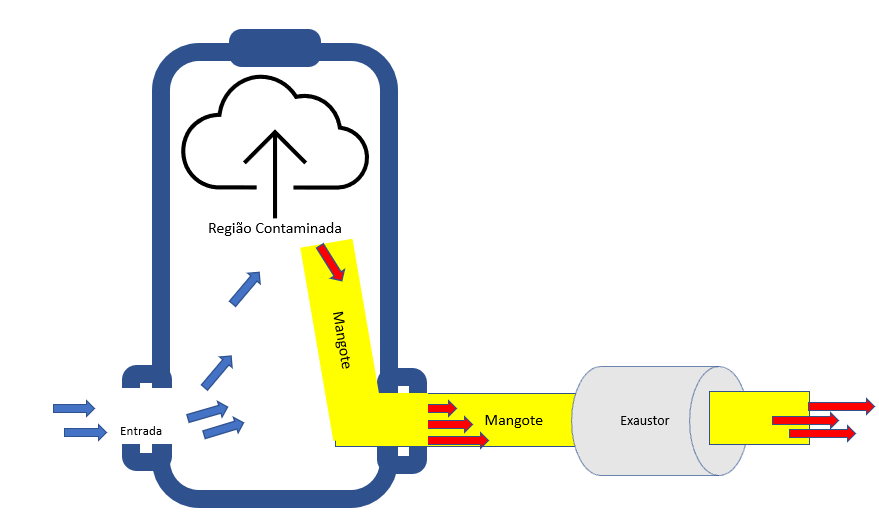 Região Contaminada
Mangote
Entrada
Mangote
Exaustor